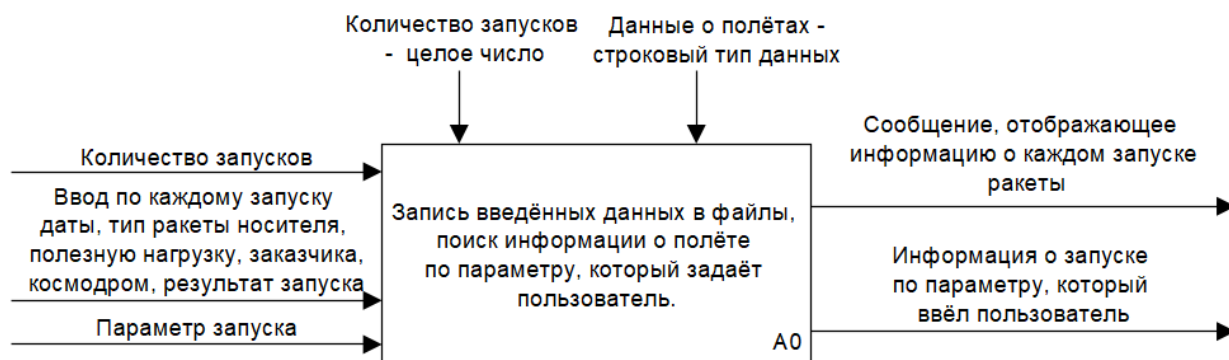 Количество запусков
- целое число
Данные о полётах -
строковый тип данных
Количество запусков
Ввод по каждому запуску
даты, тип ракеты носителя,
полезную нагрузку, заказчика,
космодром, результат запуска
Параметр запуска
Запись введённых данных в файлы,
поиск информации о полёте
по параметру, который задаёт
пользователь.
A0
Сообщение, отображающее
информацию о каждом запуске
ракеты
Информация о запуске
по параметру, который
ввёл пользователь